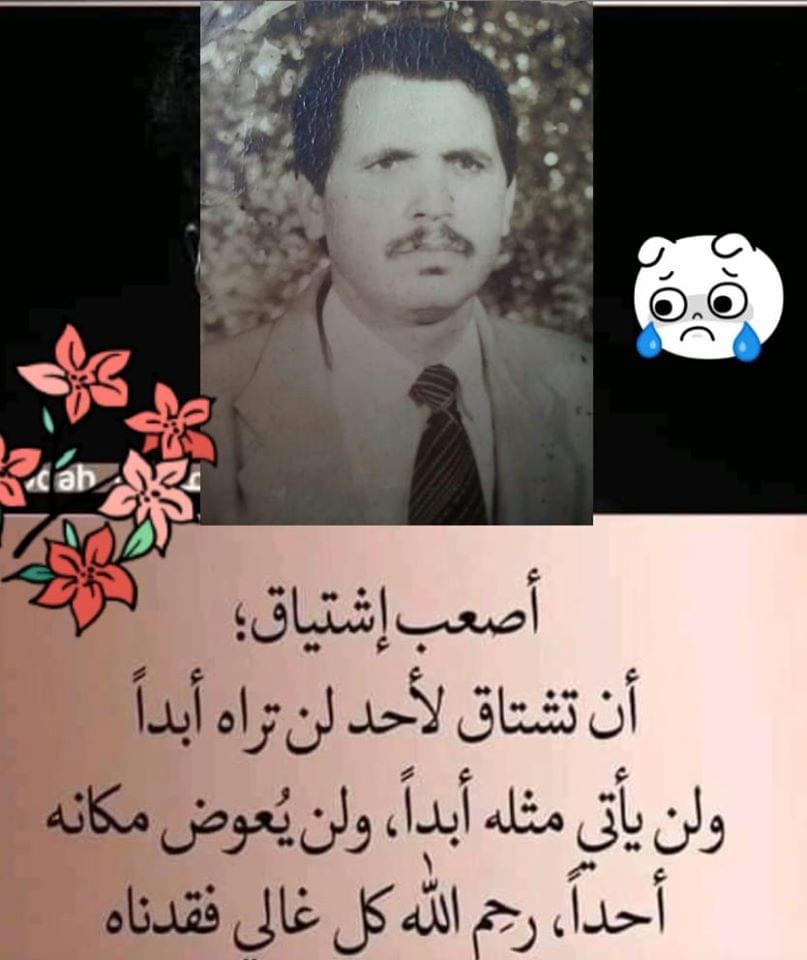 أصعب إشتياق؛
أن تشتاق لأحد لن تراه أبداً
ولن يأتي مثله أبداً، ولن يُعوض مكانه
أحداً، رحِم الله كل غالي فقدناه